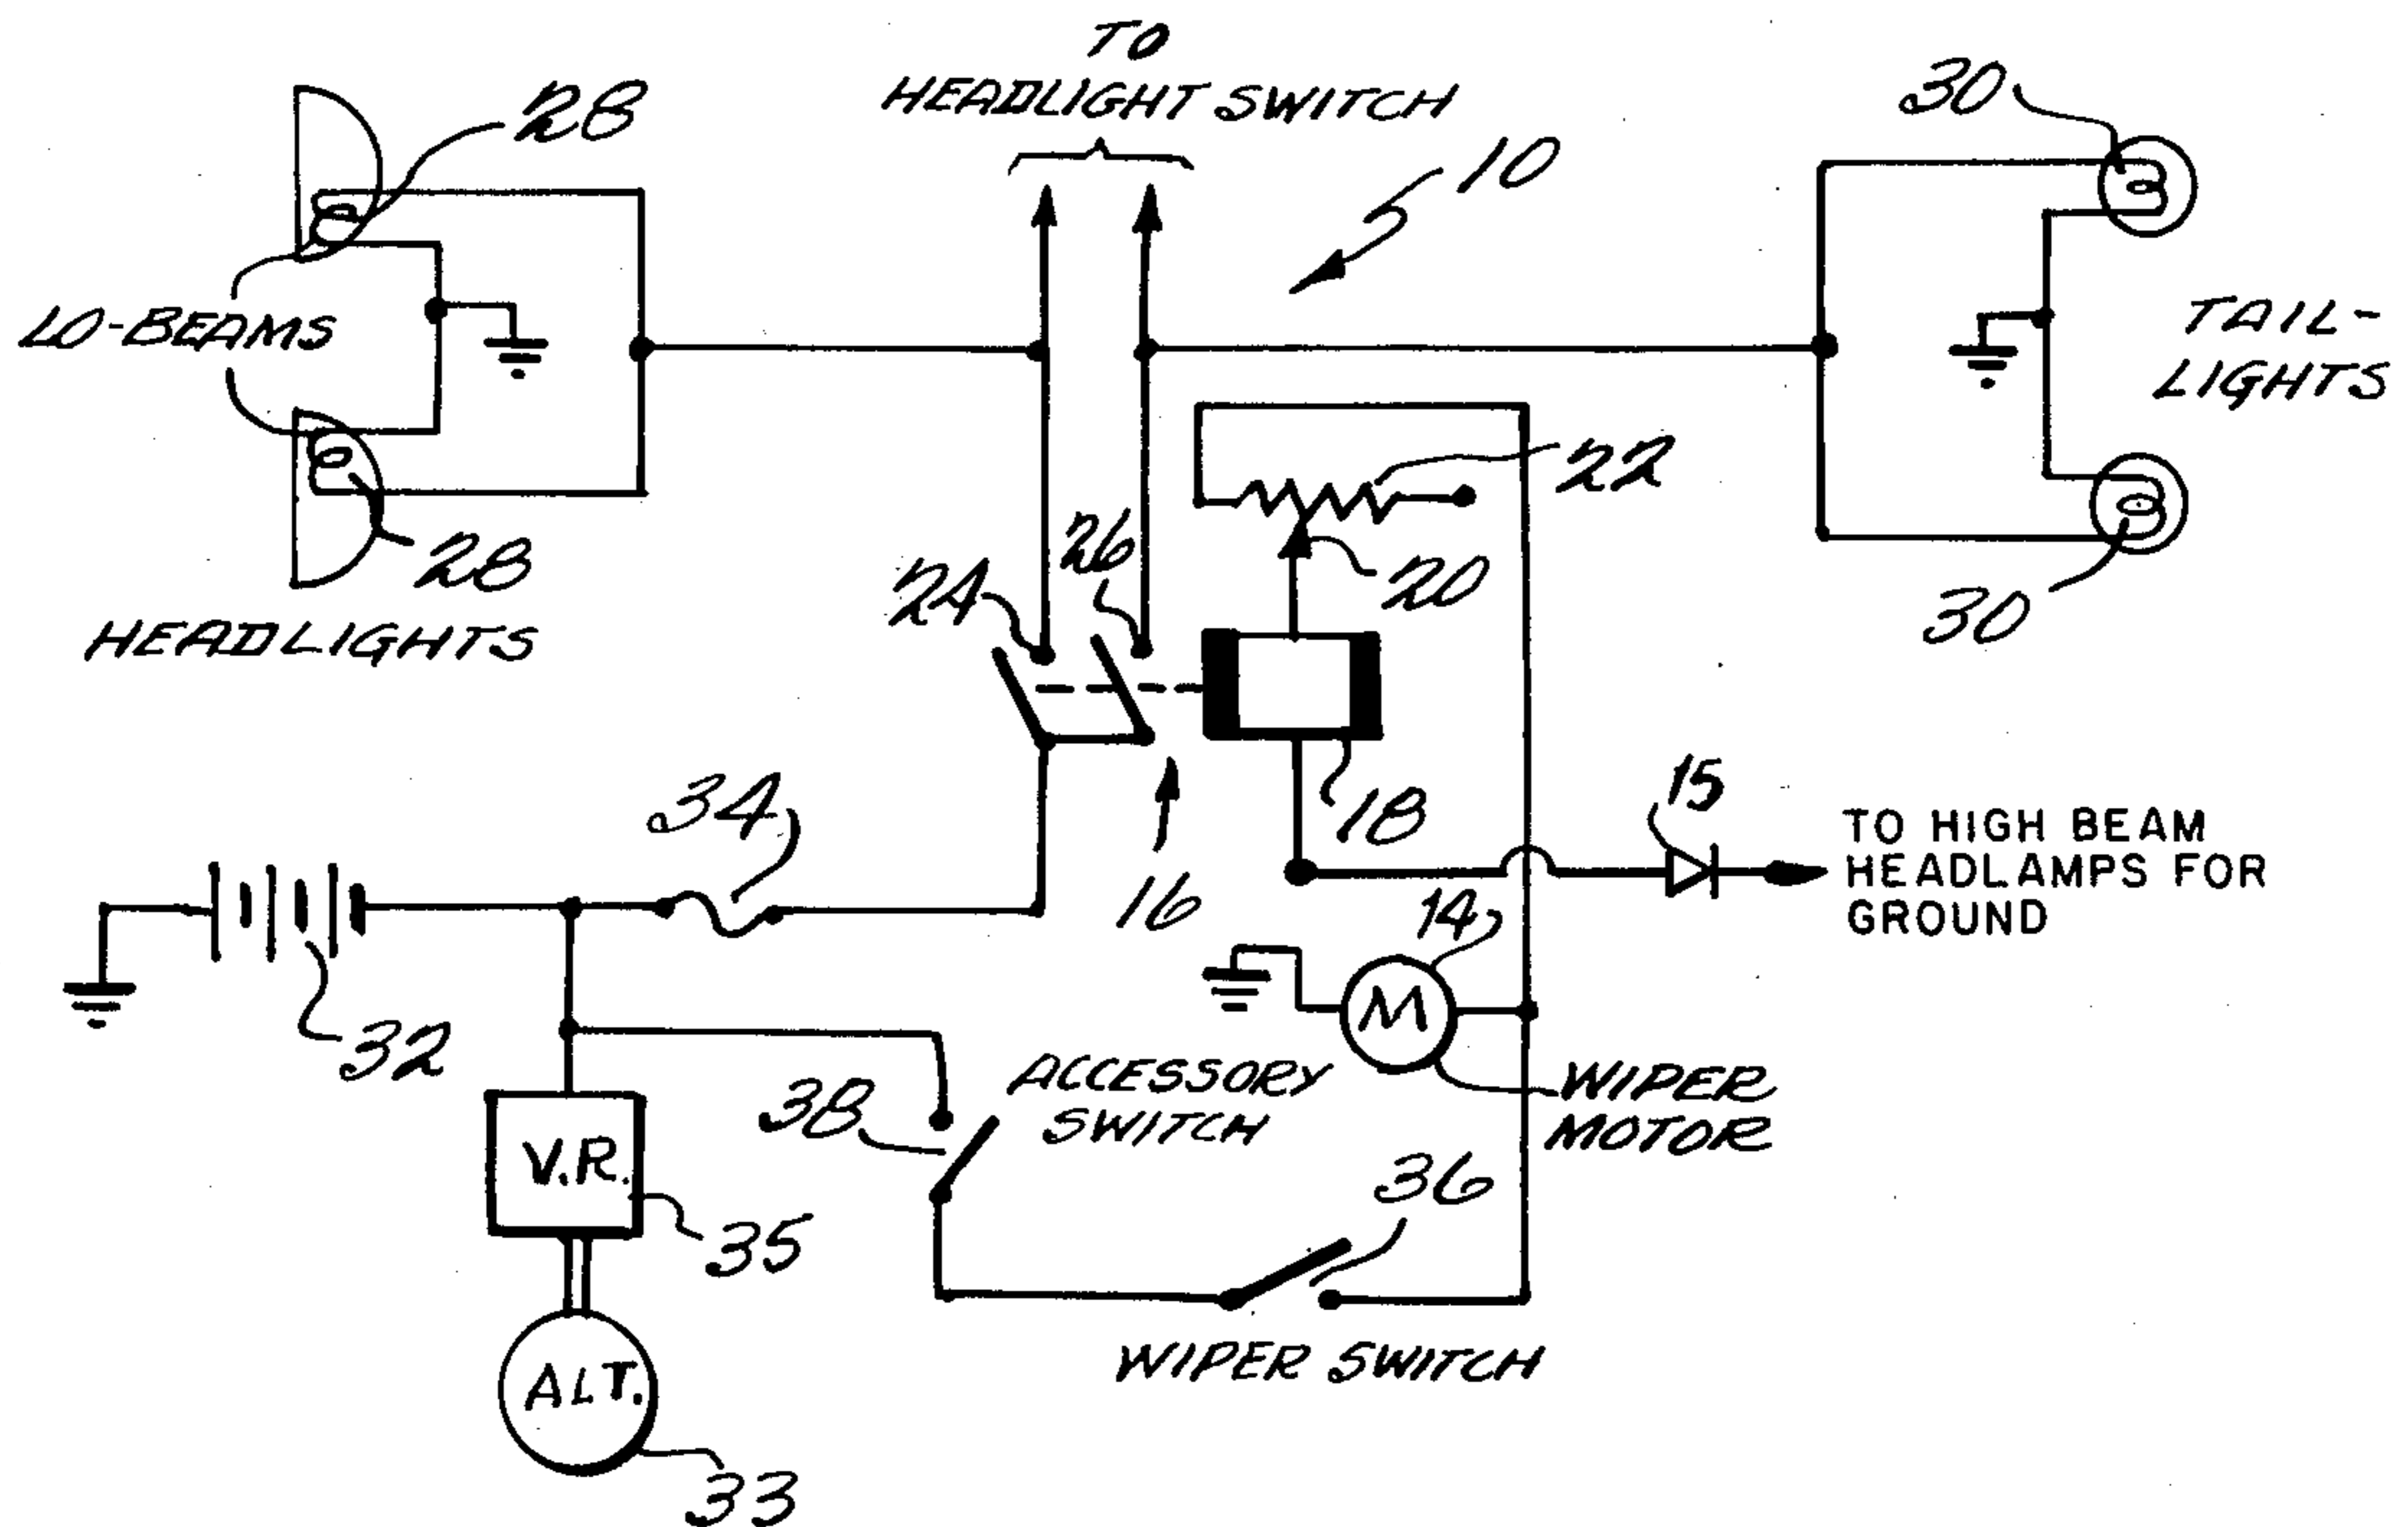 TO
HEADLIGHT SWITCH
28
10
30
LO-BEAMS
TAIL-
LIGHTS
22
28
24
26
20
30
HEADLIGHTS
34
18
15
TO HIGH BEAM
HEADLAMPS FOR
GROUND
16
14
32
M
ACCESSORY
SWITCH
38
WIPER
MOTOR
V.R.
35
36
WIPER SWITCH
ALT.
33